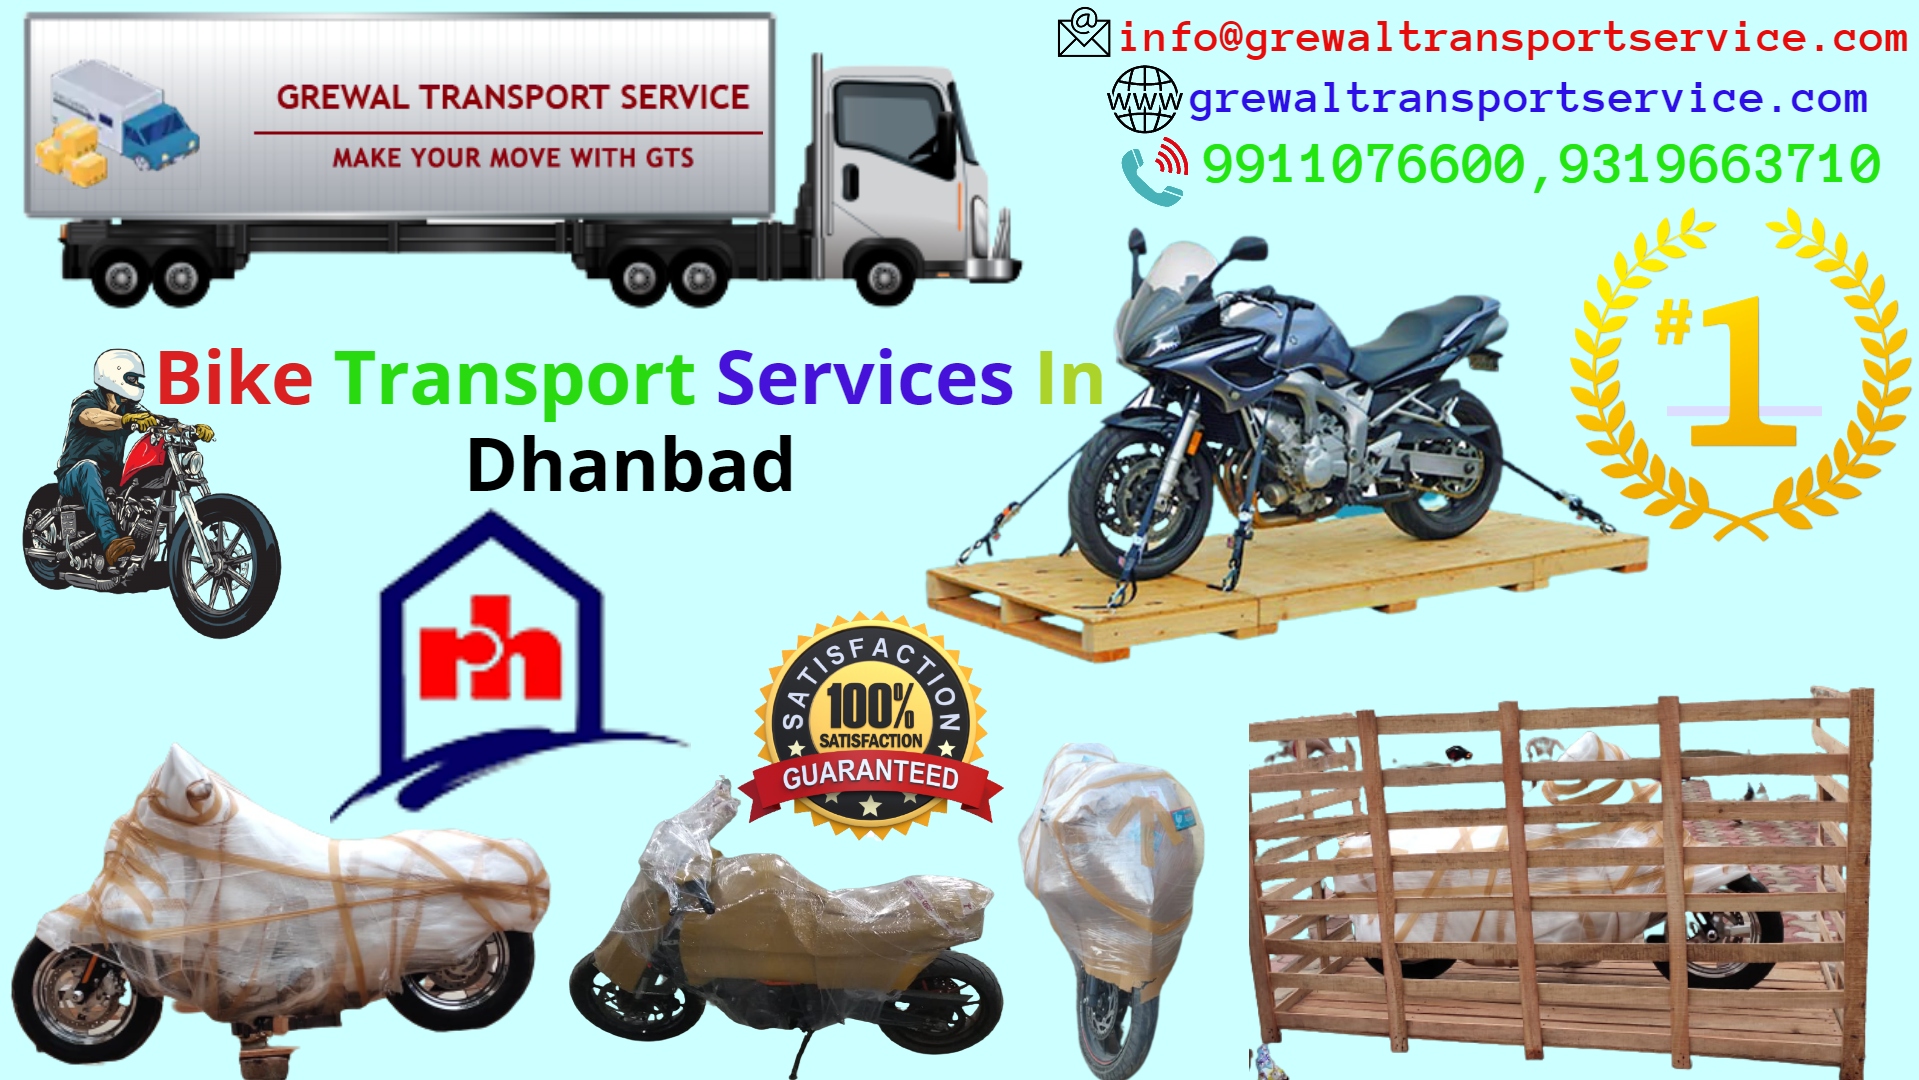 GREWAL TRANSPORT SERVICE
MAKE YOUR MOVE WITH GTS
info@grewaltransportservice.com
www
grewaltransportservice.com
9911076600,9319663710
#1
Bike Transport Services In
Dhanbad
rh
SATISFACTION
100%
SATISFACTION
GUARANTEED